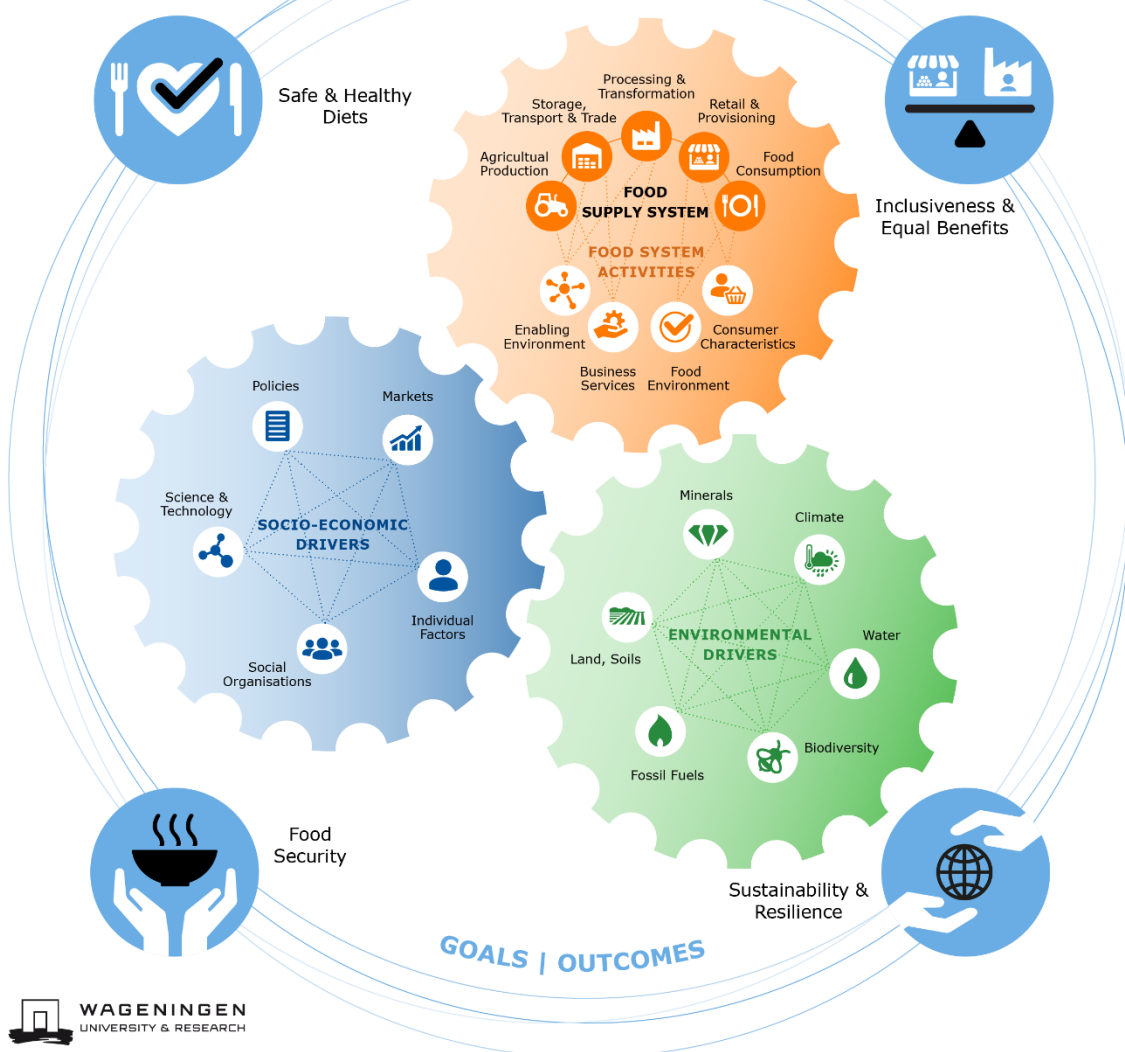 Safe & Healthy
Diets
Inclusiveness &
Equal Benefits
Processing &
Transformation
Storage,
Transport & Trade
Retail &
Provisioning
Agricultual
Production
Food
Consumption
FOOD
SUPPLY SYSTEM
FOOD SYSTEM
ACTIVITIES
Enabling
Environment
Business
Services
Food
Environment
Consumer
Characteristics
Policies
Markets
Science &
Technology
SOCIO-ECONOMIC
DRIVERS
Individual
Factors
Social
Organisations
Minerals
Climate
Land, Soils
ENVIRONMENTAL
DRIVERS
Water
Fossil Fuels
Biodiversity
Food
Security
Sustainability &
Resilience
GOALS | OUTCOMES
WAGENINGEN
UNIVERSITY & RESEARCH